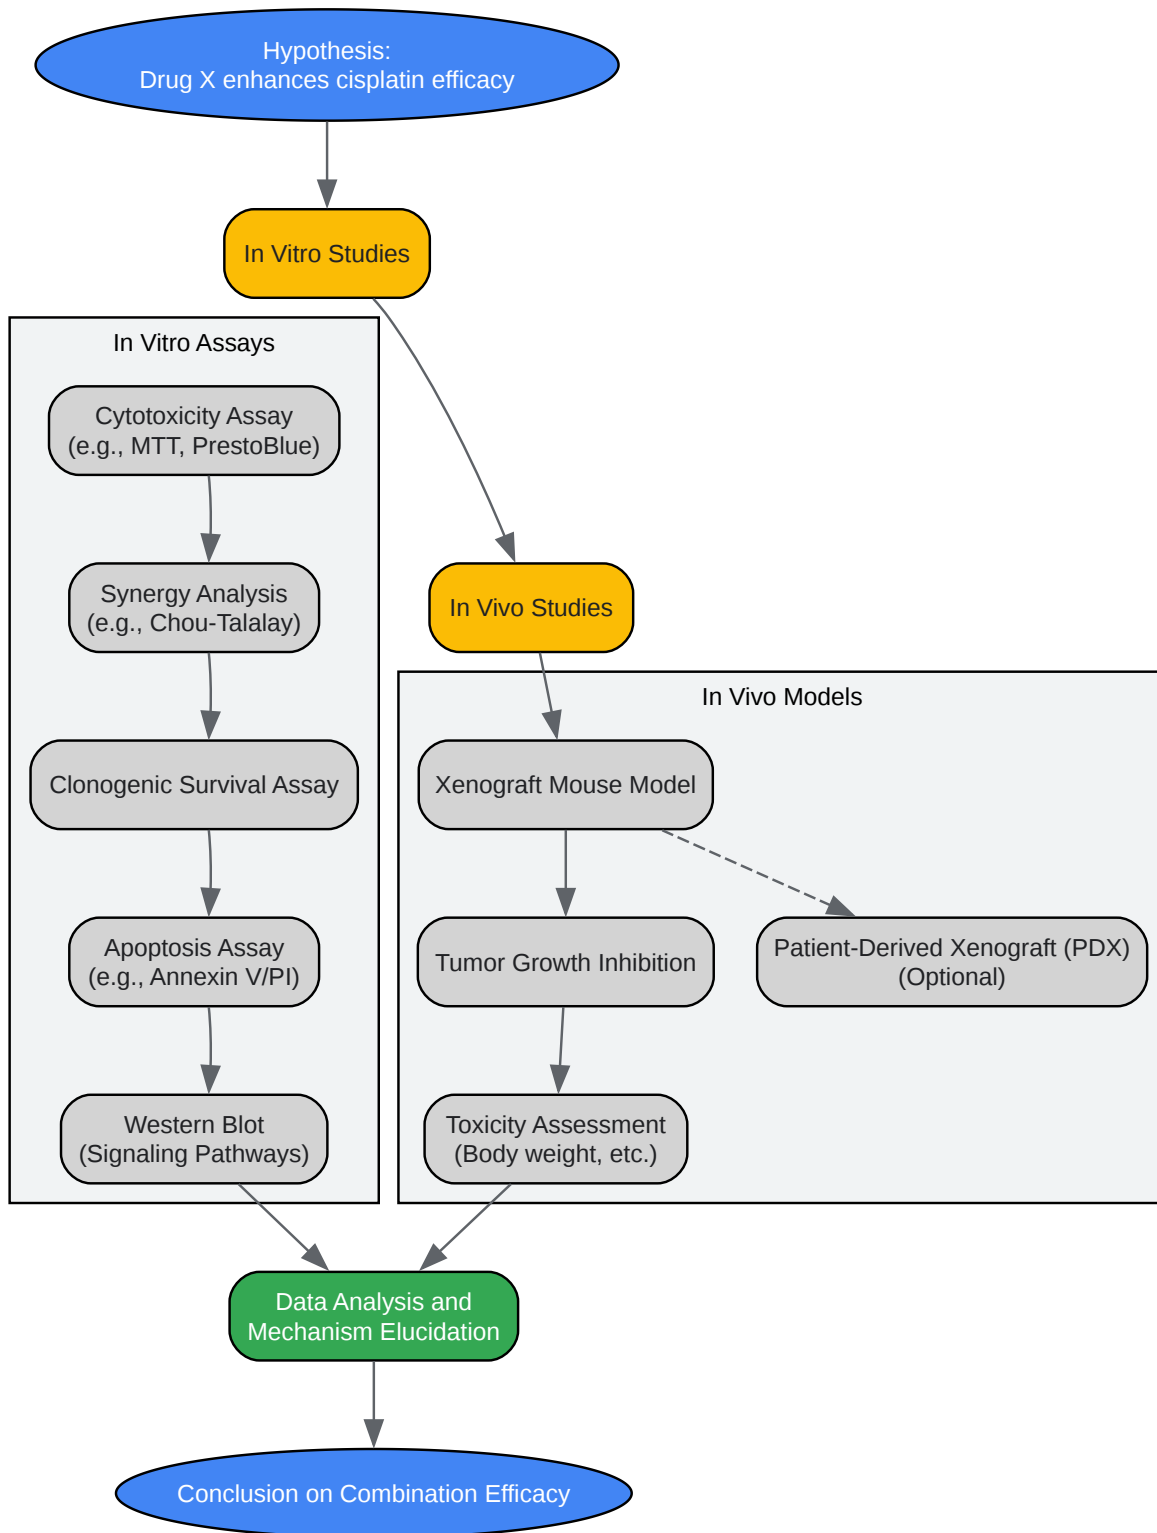 Hypothesis:
Drug X enhances cisplatin efficacy
In Vitro Studies
In Vitro Assays
Cytotoxicity Assay
(e.g., MTT, PrestoBlue)
Synergy Analysis
(e.g., Chou-Talalay)
Clonogenic Survival Assay
Apoptosis Assay
(e.g., Annexin V/PI)
Western Blot
(Signaling Pathways)
In Vivo Studies
In Vivo Models
Xenograft Mouse Model
Tumor Growth Inhibition
Patient-Derived Xenograft (PDX)
(Optional)
Toxicity Assessment
(Body weight, etc.)
Data Analysis and
Mechanism Elucidation
Conclusion on Combination Efficacy